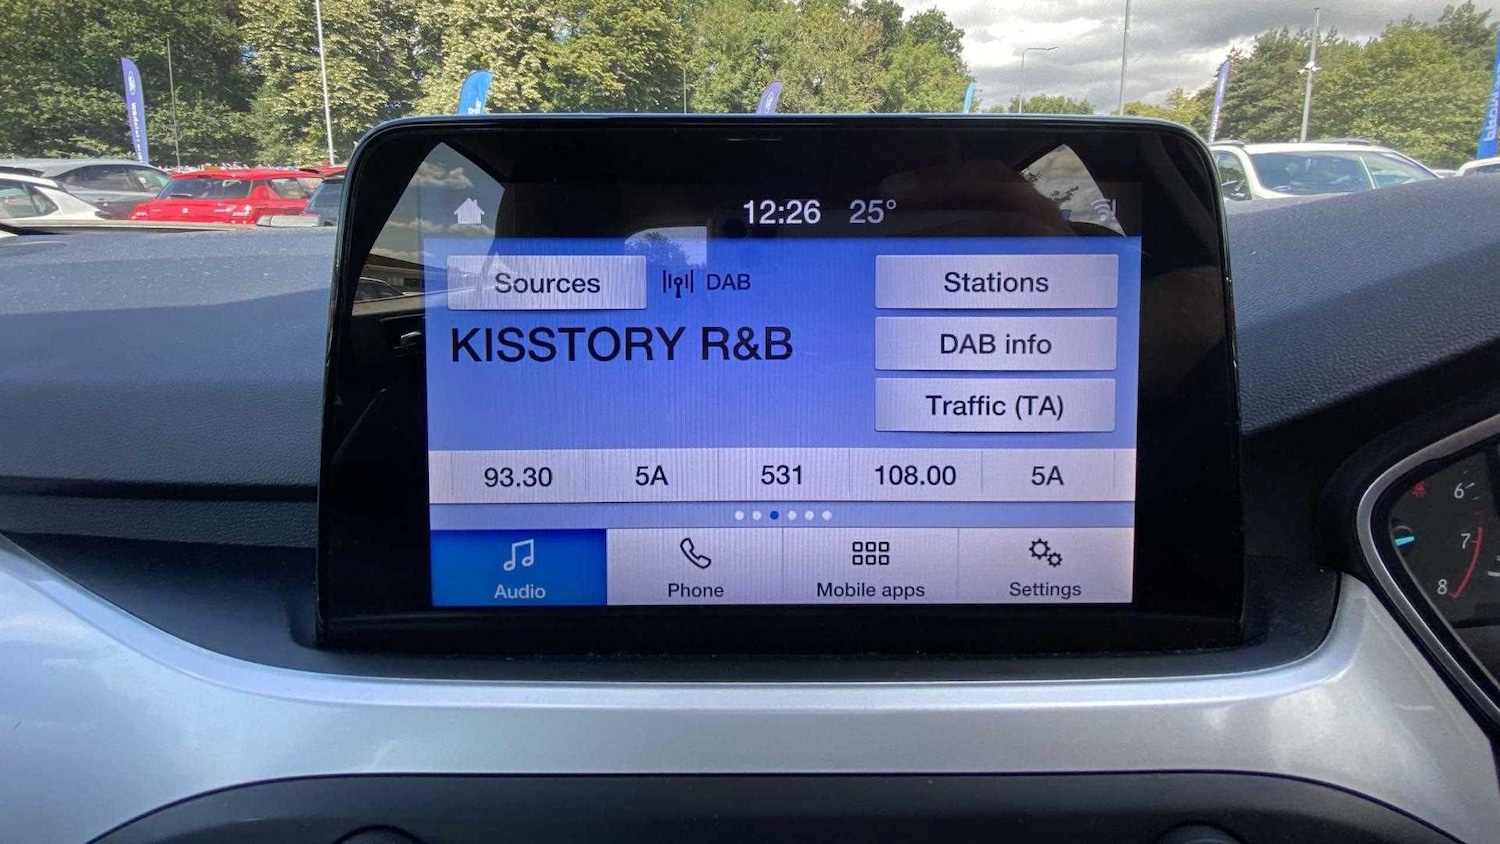 12:26 25°
Sources DAB Stations
KISSTORY R&B DAB info
Traffic (TA)
93.30 5A 531 108.00 5A
Audio Phone Mobile apps Settings
6
7
8